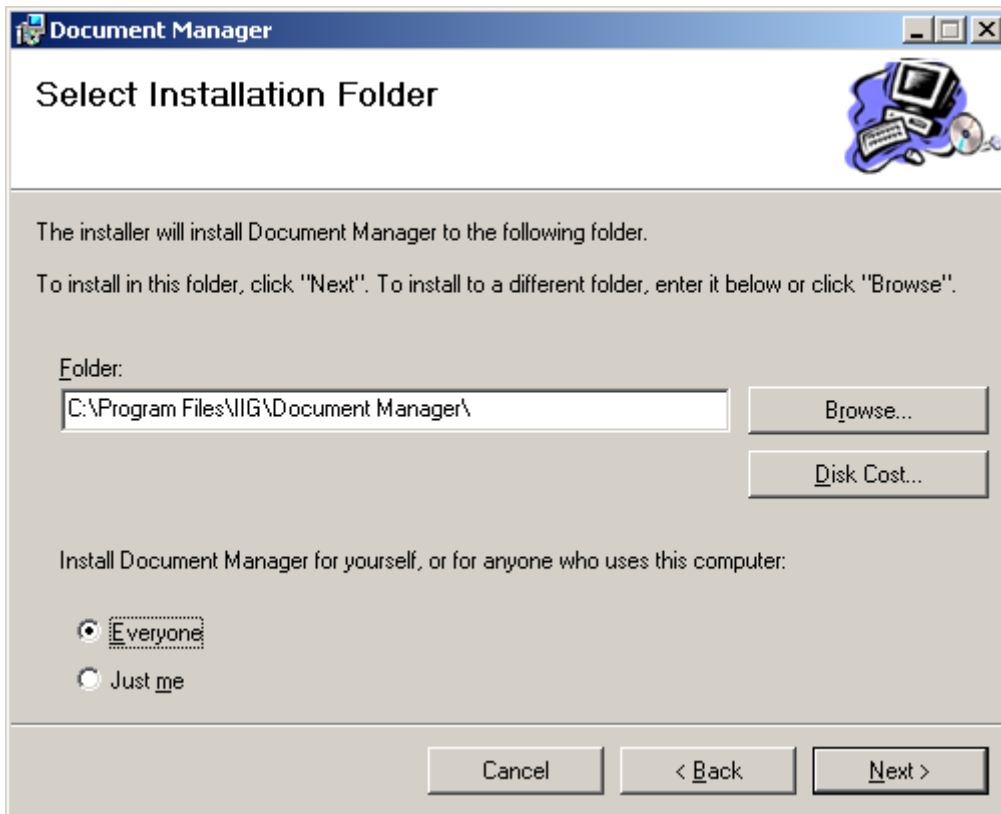 Document Manager
Select Installation Folder
The installer will install Document Manager to the following folder.
To install in this folder, click "Next". To install to a different folder, enter it below or click "Browse".
Folder:
C:\Program Files\IIG\Document Manager\
Browse...
Disk Cost...
Install Document Manager for yourself, or for anyone who uses this computer:
Everyone
Just me
Cancel
< Back
Next >